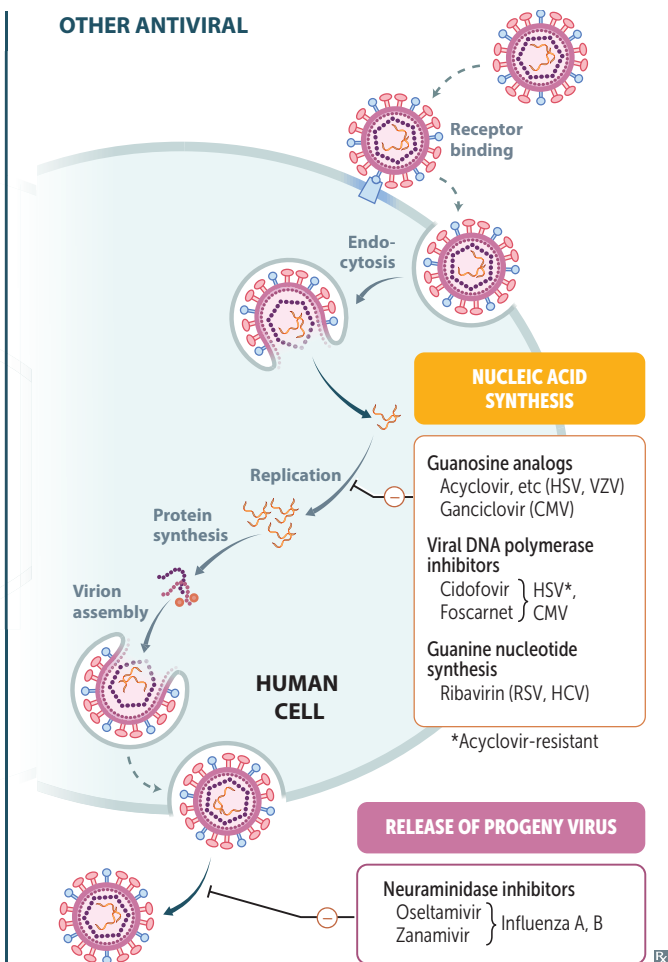 OTHER ANTIVIRAL
Receptor
binding
Endo-
cytosis
NUCLEIC ACID
SYNTHESIS
Guanosine analogs
Acyclovir, etc (HSV, VZV)
Ganciclovir (CMV)
Viral DNA polymerase
inhibitors
Cidofovir
Foscarnet
HSV*,
CMV
Guanine nucleotide
synthesis
Ribavirin (RSV, HCV)
*Acyclovir-resistant
Replication
Protein
synthesis
Virion
assembly
HUMAN
CELL
RELEASE OF PROGENY VIRUS
Neuraminidase inhibitors
Oseltamivir
Zanamivir
Influenza A, B
℞